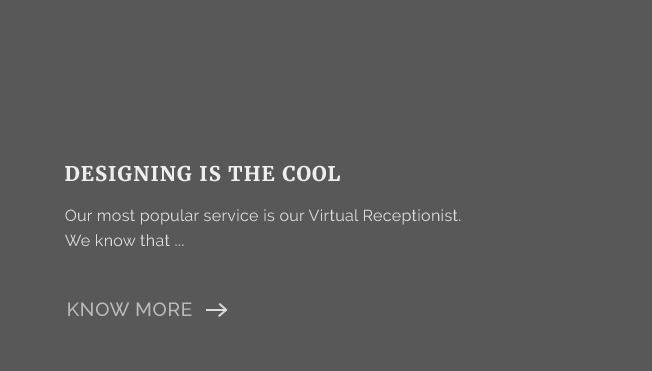 DESIGNING IS THE COOL
Our most popular service is our Virtual Receptionist.
We know that ...
KNOW MORE →